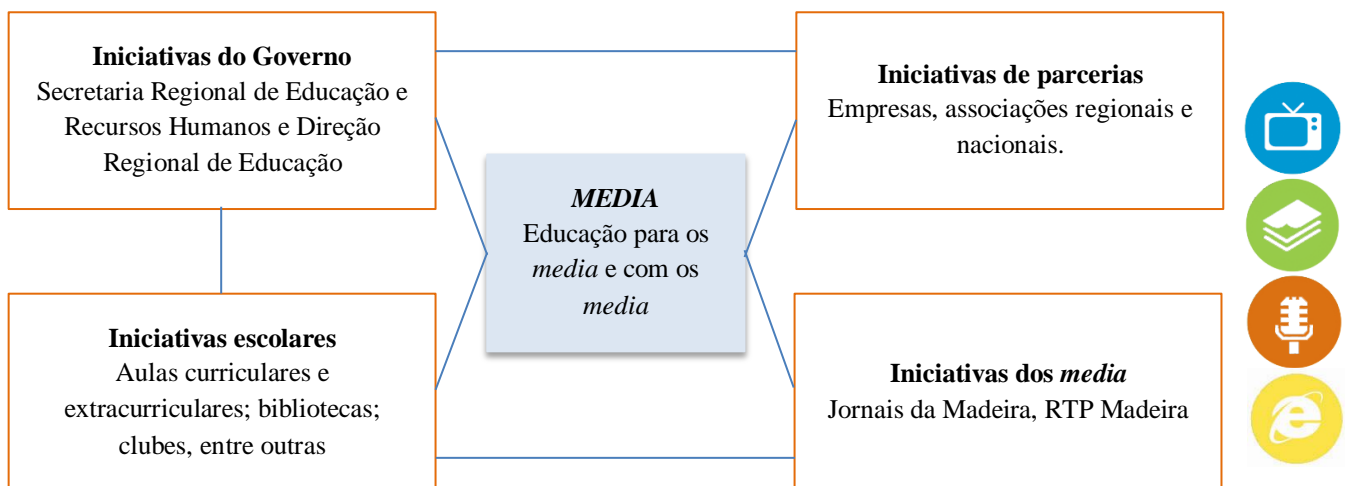 Iniciativas do Governo
Secretaria Regional de Educação e
Recursos Humanos e Direção
Regional de Educação
Iniciativas de parcerias
Empresas, associações regionais e
nacionais.
MEDIA
Educação para os
media e com os
media
Iniciativas escolares
Aulas curriculares e
extracurriculares; bibliotecas;
clubes, entre outras
Iniciativas dos media
Jornais da Madeira, RTP Madeira